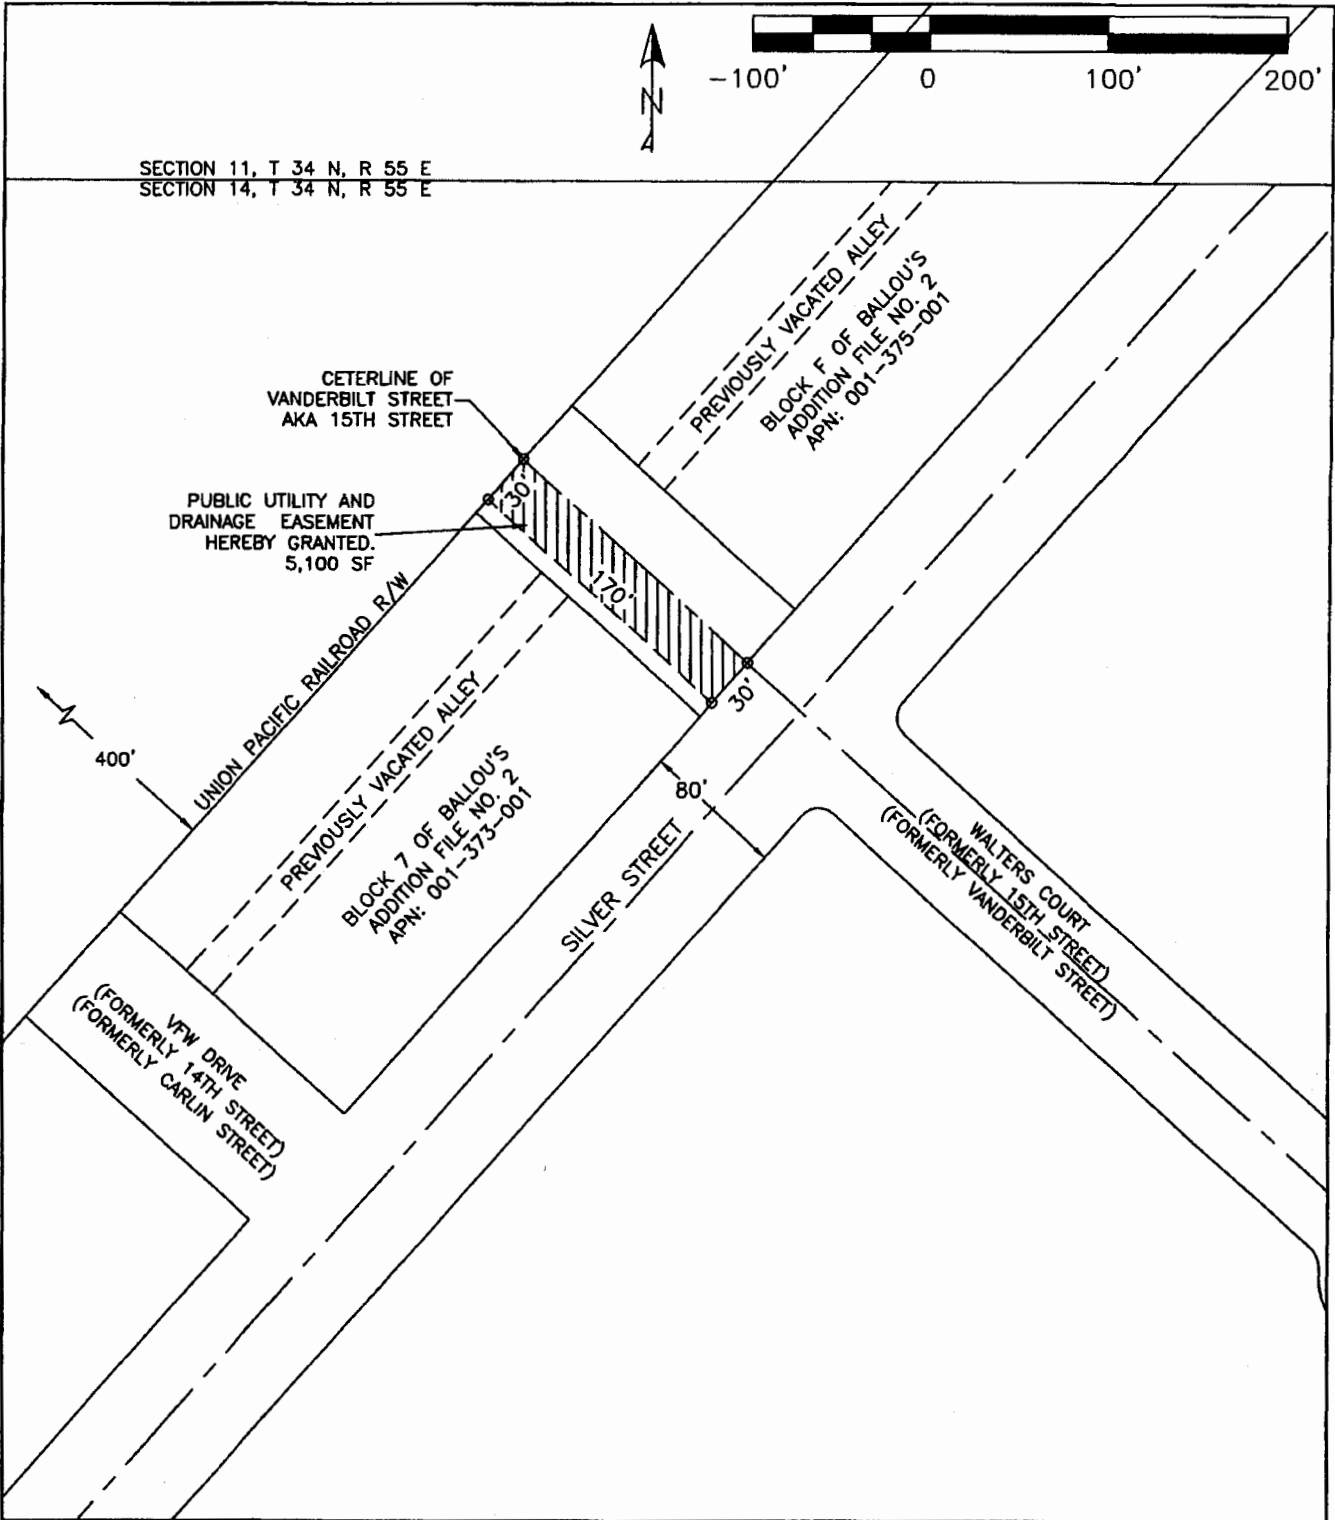 -100' 0 100' 200'
N
SECTION 11, T 34 N, R 55 E
SECTION 14, T 34 N, R 55 E
PREVIOUSLY VACATED ALLEY
BLOCK F OF BALLOU'S
ADDITION FILE NO. 2
APN: 001-375-001
CETERLINE OF
VANDERBILT STREET
AKA 15TH STREET
PUBLIC UTILITY AND
DRAINAGE EASEMENT
HEREBY GRANTED.
5,100 SF
30'
170'
30'
UNION PACIFIC RAILROAD R/W
400'
PREVIOUSLY VACATED ALLEY
BLOCK 7 OF BALLOU'S
ADDITION FILE NO. 2
APN: 001-373-001
80'
SILVER STREET
WALTERS COURT
(FORMERLY 15TH STREET)
(FORMERLY VANDERBILT STREET)
VFW DRIVE
(FORMERLY 14TH STREET)
(FORMERLY CARLIN STREET)